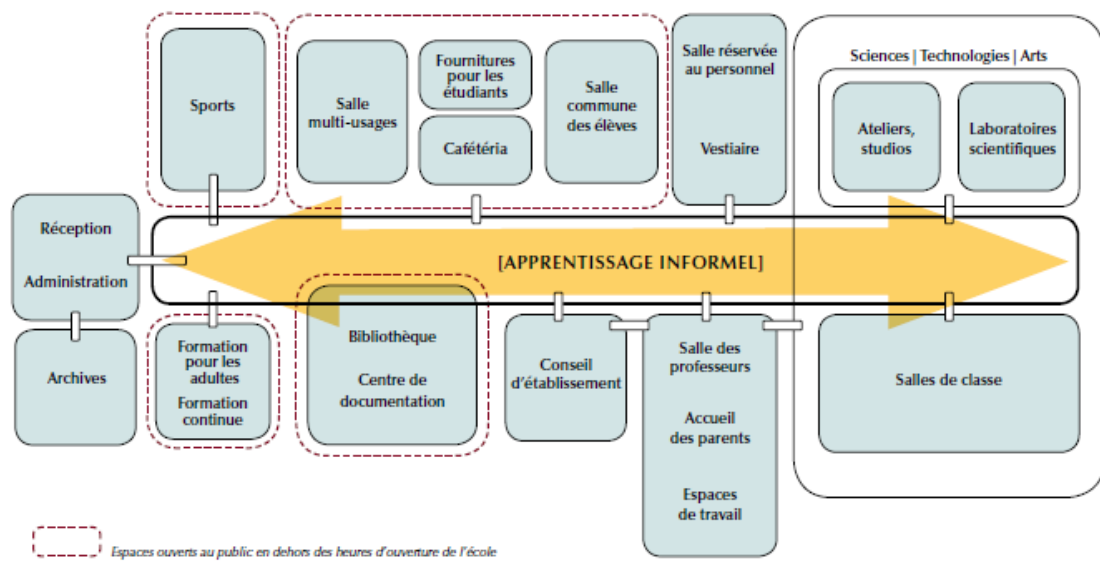 Sports
Salle
multi-usages
Fournitures
pour les
étudiants
Cafétéria
Salle
commune
des élèves
Salle réservée
au personnel
Vestiaire
Sciences | Technologies | Arts
Ateliers,
studios
Laboratoires
scientifiques
Réception
Administration
[APPRENTISSAGE INFORMEL]
Archives
Formation
pour les
adultes
Formation
continue
Bibliothèque
Centre de
documentation
Conseil
d'établissement
Salle des
professeurs
Accueil
des parents
Espaces
de travail
Salles de classe
Espaces ouverts au public en dehors des heures d'ouverture de l'école